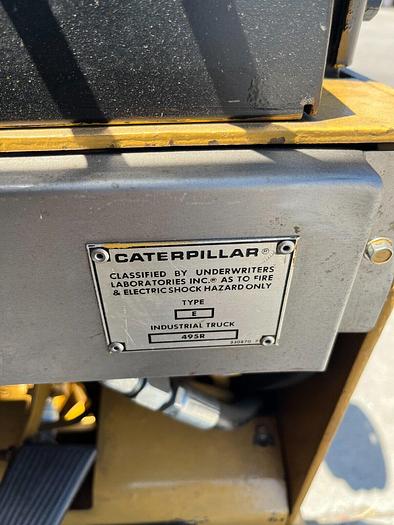 CATERPILLAR®
CLASSIFIED BY UNDERWRITERS
LABORATORIES INC.® AS TO FIRE
& ELECTRIC SHOCK HAZARD ONLY
TYPE
E
INDUSTRIAL TRUCK
495R